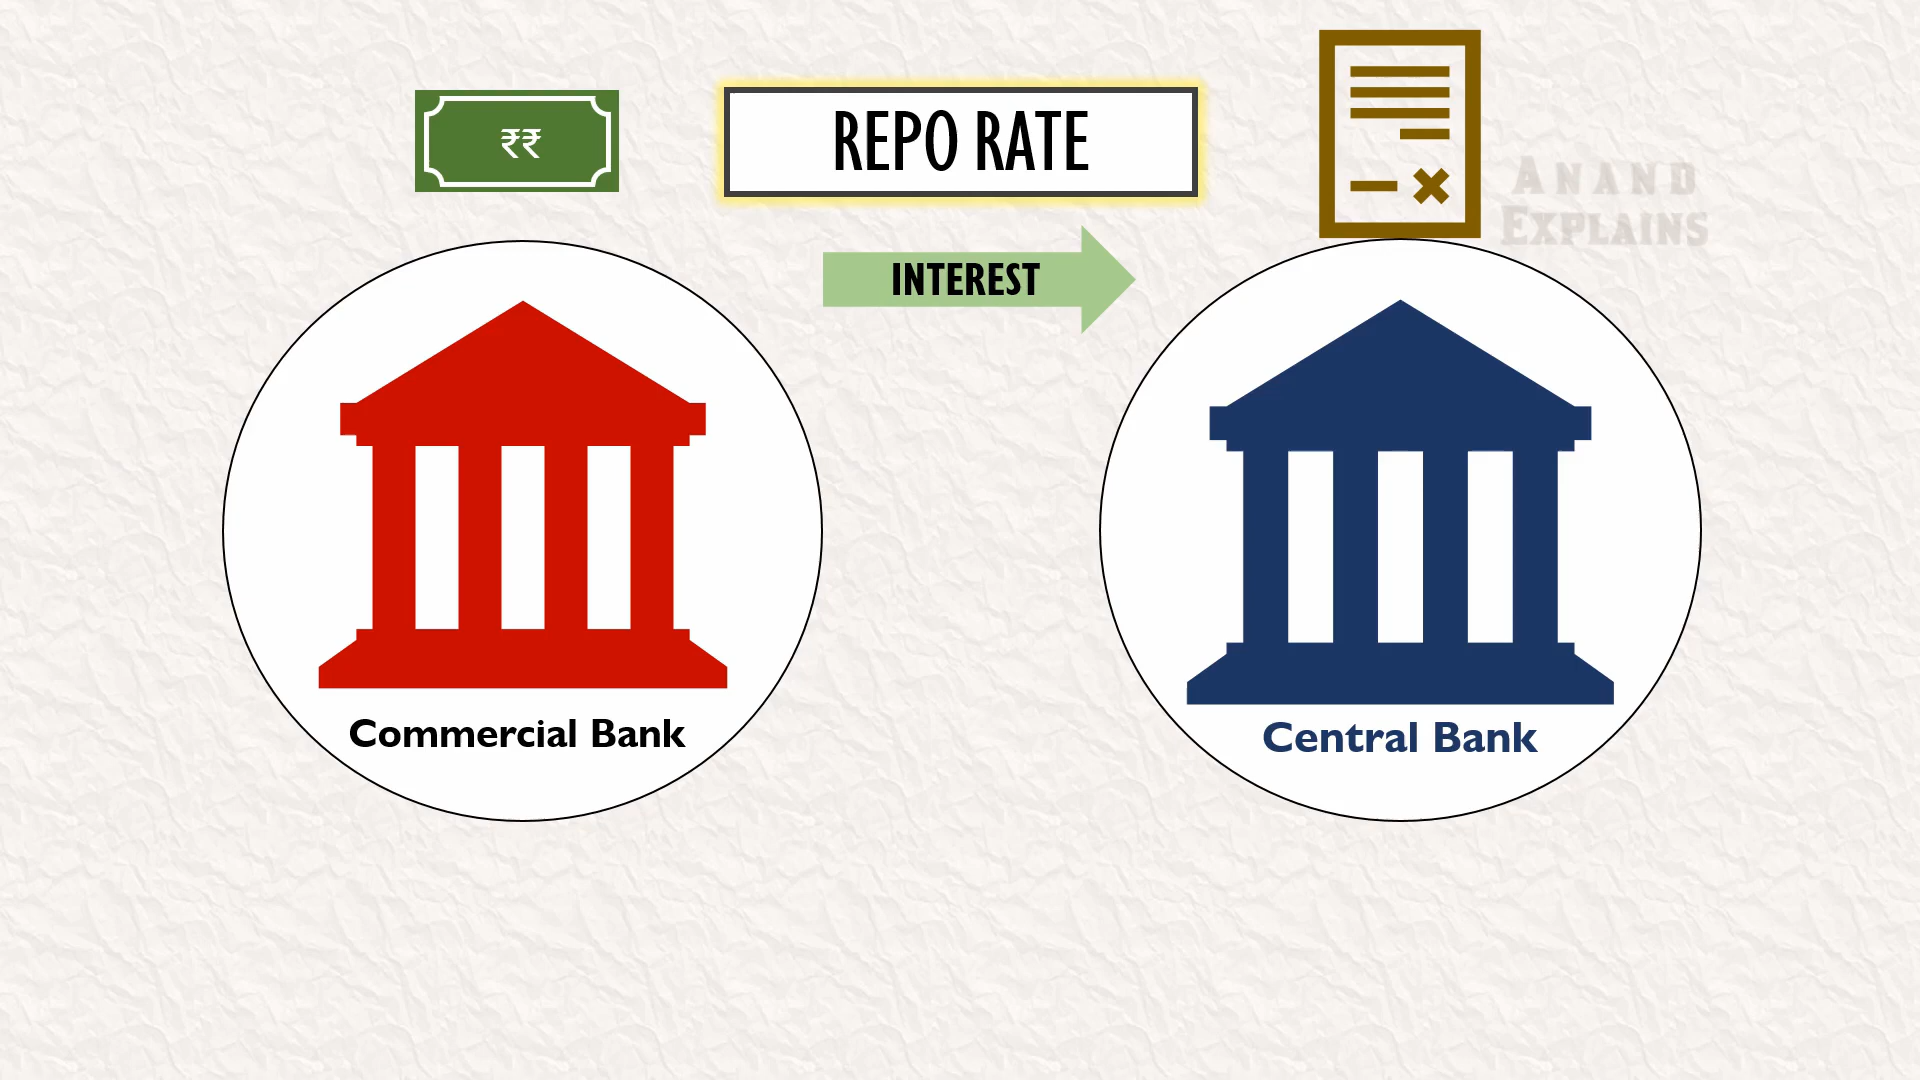 ₹₹
REPO RATE
ANAND
EXPLAINS
INTEREST
Commercial Bank
Central Bank